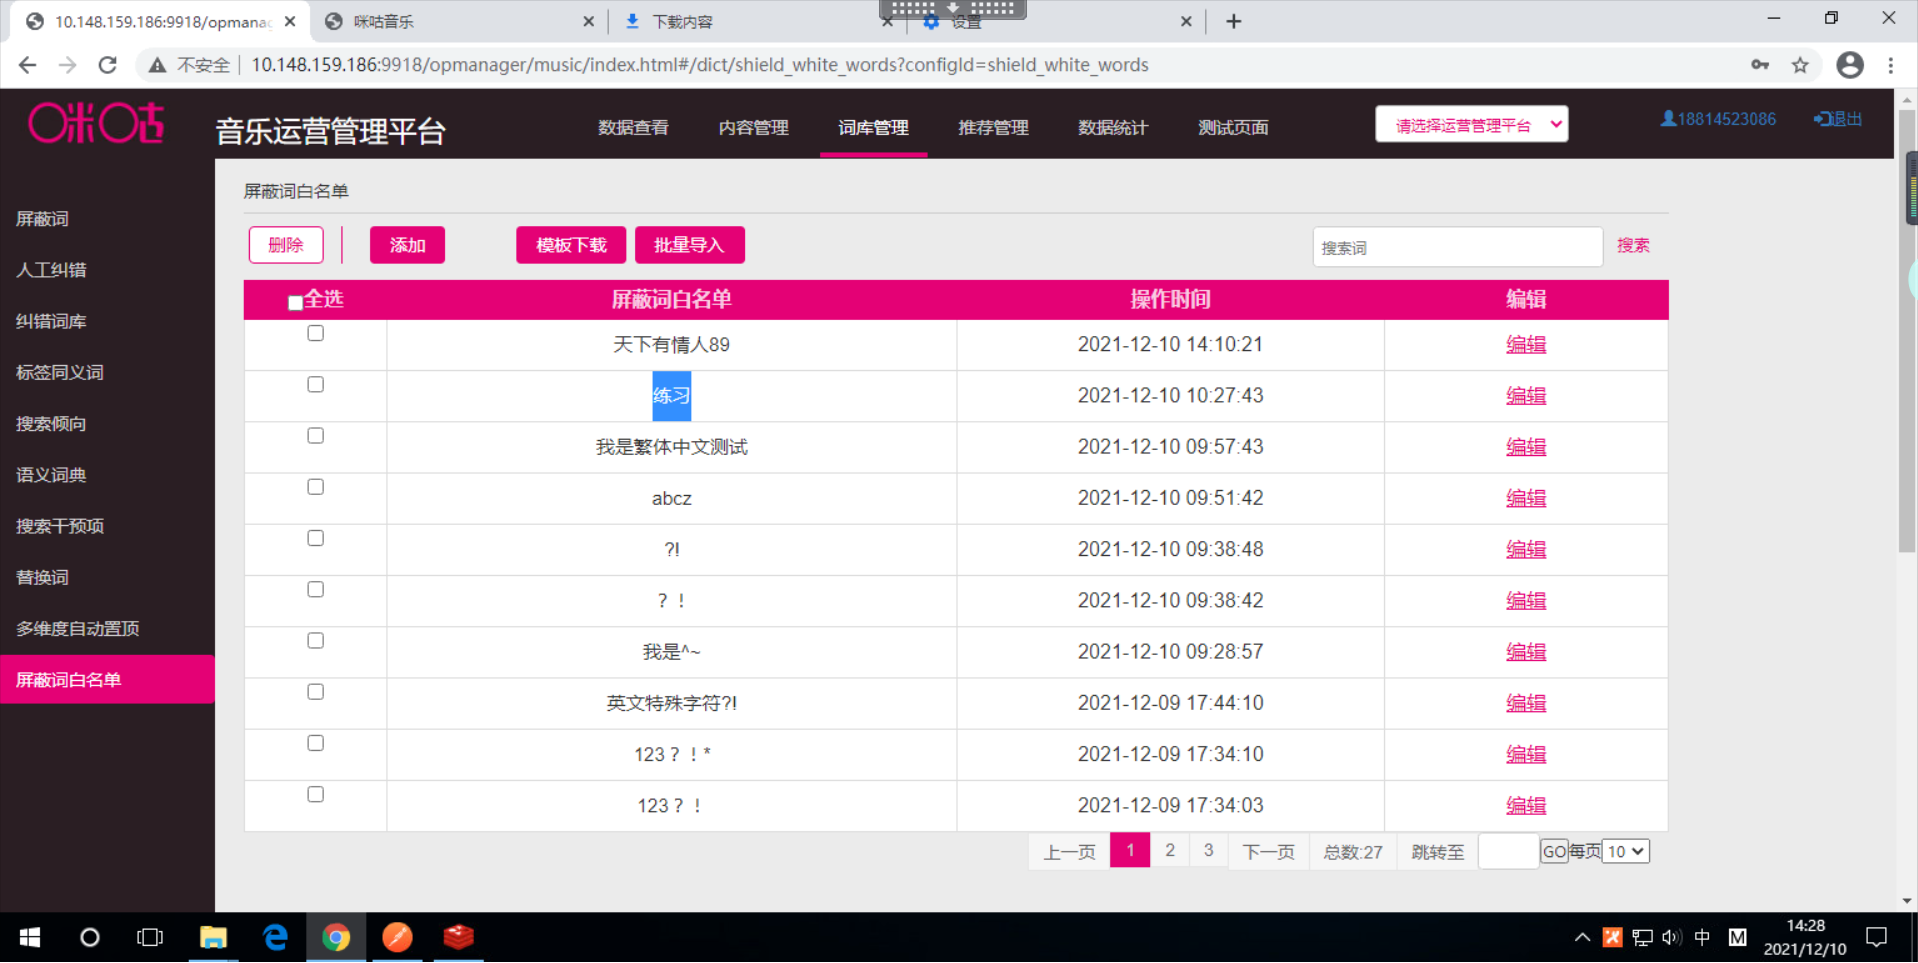 10.148.159.186:9918/opmanag
咪咕音乐
下载内容
设置
不安全
10.148.159.186:9918/opmanager/music/index.html#/dict/shield_white_words?configId=shield_white_words
咪咕
音乐运营管理平台
数据查看
内容管理
词库管理
推荐管理
数据统计
测试页面
请选择运营管理平台
18814523086
退出
屏蔽词
人工纠错
纠错词库
标签同义词
搜索倾向
语义词典
搜索干预项
替换词
多维度自动置顶
屏蔽词白名单
屏蔽词白名单
删除
添加
模板下载
批量导入
搜索词
搜索
全选 屏蔽词白名单 操作时间 编辑
天下有情人89 2021-12-10 14:10:21 编辑
练习 2021-12-10 10:27:43 编辑
我是繁体中文测试 2021-12-10 09:57:43 编辑
abcz 2021-12-10 09:51:42 编辑
?! 2021-12-10 09:38:48 编辑
？！ 2021-12-10 09:38:42 编辑
我是^~ 2021-12-10 09:28:57 编辑
英文特殊字符?! 2021-12-09 17:44:10 编辑
123？！* 2021-12-09 17:34:10 编辑
123？！ 2021-12-09 17:34:03 编辑
上一页 1 2 3 下一页 总数:27 跳转至 GO 每页 10
中
M
14:28
2021/12/10